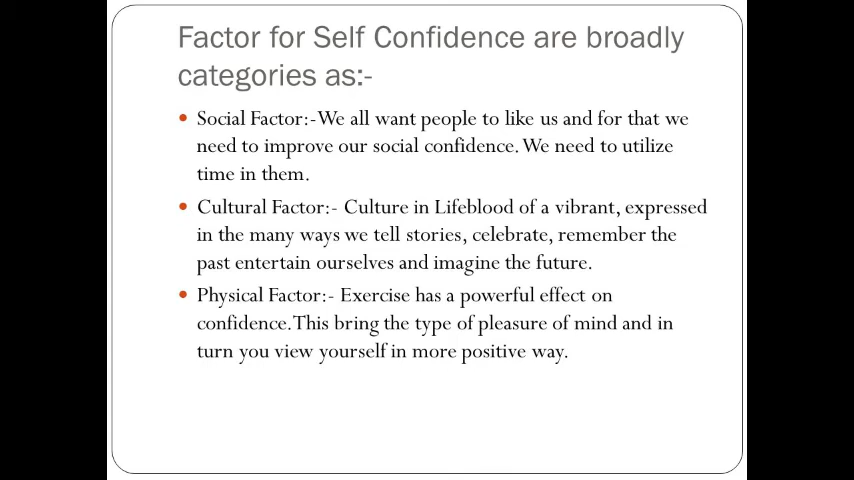 Factor for Self Confidence are broadly
categories as:-
• Social Factor:-We all want people to like us and for that we
need to improve our social confidence. We need to utilize
time in them.
• Cultural Factor:- Culture in Lifeblood of a vibrant, expressed
in the many ways we tell stories, celebrate, remember the
past entertain ourselves and imagine the future.
• Physical Factor:- Exercise has a powerful effect on
confidence. This bring the type of pleasure of mind and in
turn you view yourself in more positive way.